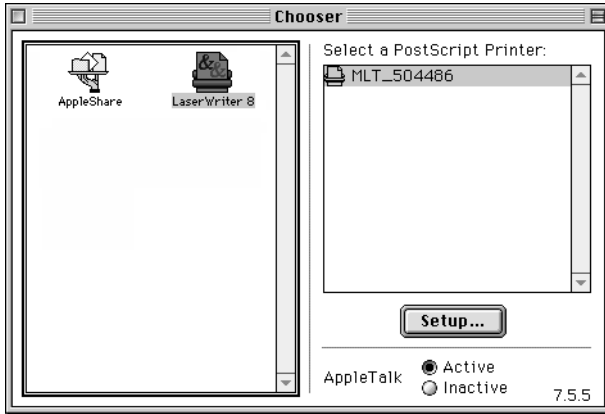 Chooser
AppleShare
LaserWriter 8
Select a PostScript Printer:
MLT_504486
Setup...
AppleTalk
Active
Inactive
7.5.5